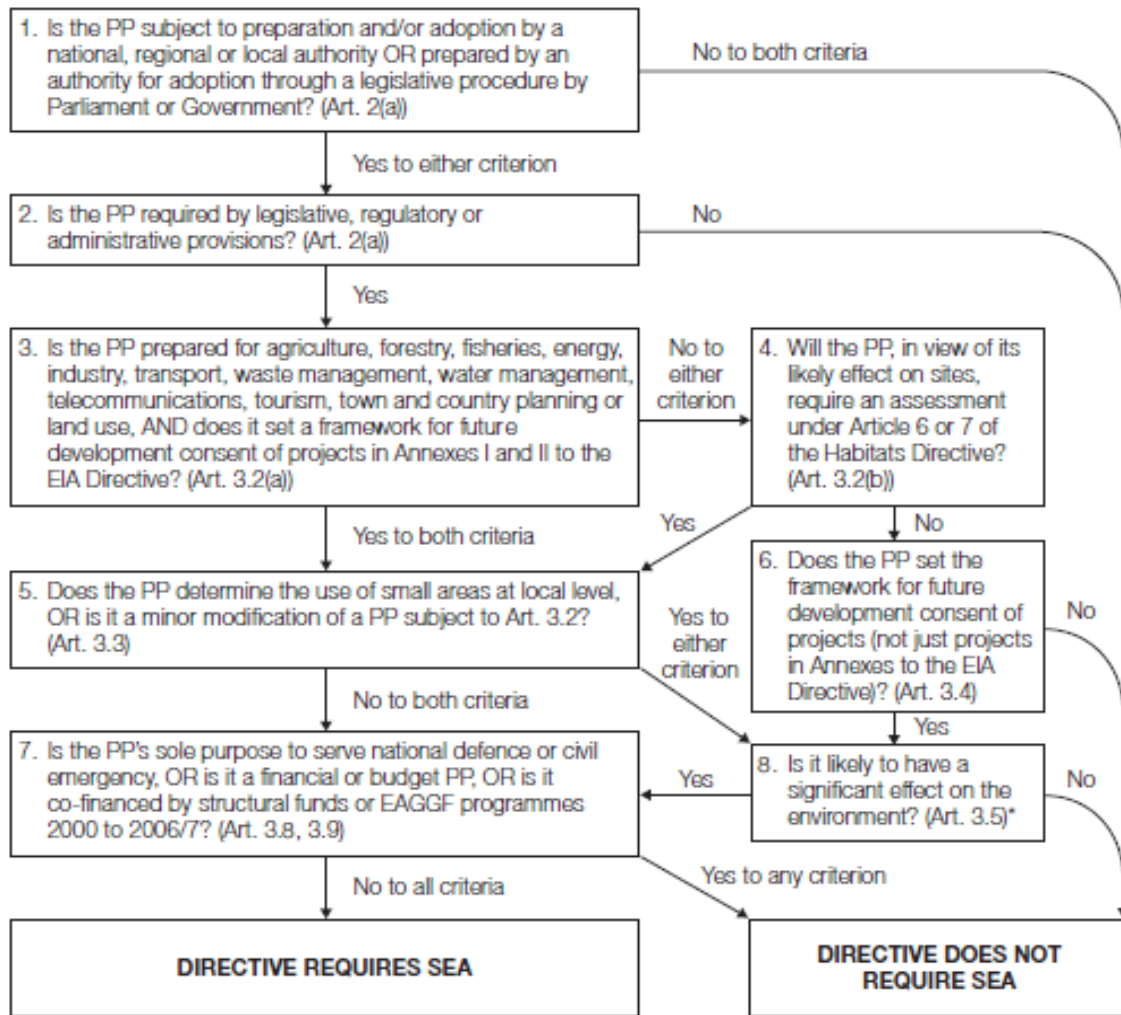 1. Is the PP subject to preparation and/or adoption by a
national, regional or local authority OR prepared by an
authority for adoption through a legislative procedure by
Parliament or Government? (Art. 2(a))
No to both criteria
Yes to either criterion
2. Is the PP required by legislative, regulatory or
administrative provisions? (Art. 2(a))
No
Yes
3. Is the PP prepared for agriculture, forestry, fisheries, energy,
industry, transport, waste management, water management,
telecommunications, tourism, town and country planning or
land use, AND does it set a framework for future
development consent of projects in Annexes I and II to the
EIA Directive? (Art. 3.2(a))
No to
either
criterion
4. Will the PP, in view of its
likely effect on sites,
require an assessment
under Article 6 or 7 of
the Habitats Directive?
(Art. 3.2(b))
Yes to both criteria
Yes
No
5. Does the PP determine the use of small areas at local level,
OR is it a minor modification of a PP subject to Art. 3.2?
(Art. 3.3)
Yes to
either
criterion
6. Does the PP set the
framework for future
development consent of
projects (not just projects
in Annexes to the EIA
Directive)? (Art. 3.4)
No
No to both criteria
Yes
7. Is the PP's sole purpose to serve national defence or civil
emergency, OR is it a financial or budget PP, OR is it
co-financed by structural funds or EAGGF programmes
2000 to 2006/7? (Art. 3.8, 3.9)
Yes
8. Is it likely to have a
significant effect on the
environment? (Art. 3.5)*
No
No to all criteria
Yes to any criterion
DIRECTIVE REQUIRES SEA
DIRECTIVE DOES NOT
REQUIRE SEA